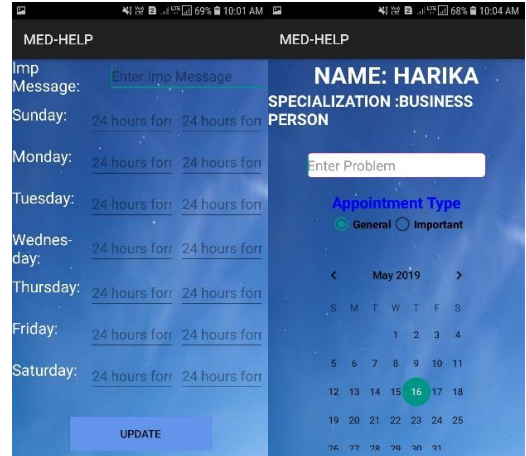 69% 10:01 AM
MED-HELP
Imp
Message:
Enter Imp Message
Sunday: 24 hours forr 24 hours forr
Monday: 24 hours forr 24 hours forr
Tuesday: 24 hours forr 24 hours forr
Wednes-
day: 24 hours forr 24 hours forr
Thursday: 24 hours forr 24 hours forr
Friday: 24 hours forr 24 hours forr
Saturday: 24 hours forr 24 hours forr
UPDATE
68% 10:04 AM
MED-HELP
NAME: HARIKA
SPECIALIZATION :BUSINESS
PERSON
Enter Problem
Appointment Type
General Important
< May 2019 >
S M T W T F S
1 2 3 4
5 6 7 8 9 10 11
12 13 14 15 16 17 18
19 20 21 22 23 24 25
26 27 28 29 30 31